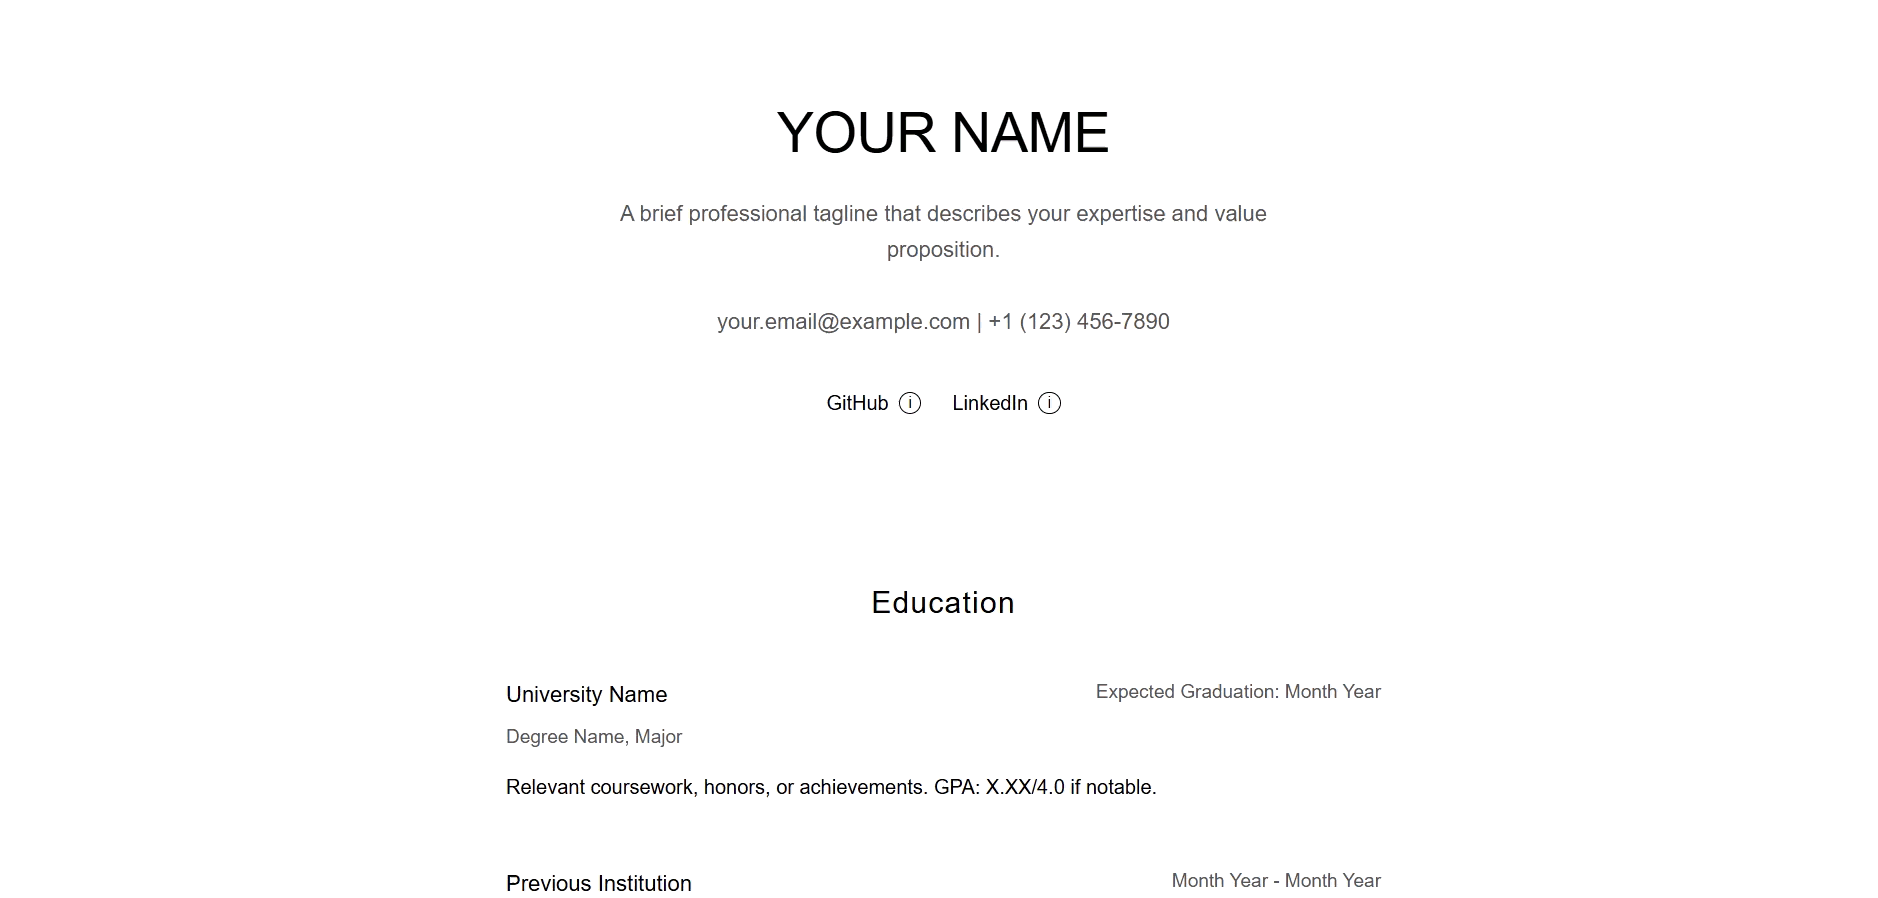 YOUR NAME
A brief professional tagline that describes your expertise and value
proposition.
your.email@example.com | +1 (123) 456-7890
GitHub i LinkedIn i
Education
University Name Expected Graduation: Month Year
Degree Name, Major
Relevant coursework, honors, or achievements. GPA: X.XX/4.0 if notable.
Previous Institution Month Year - Month Year